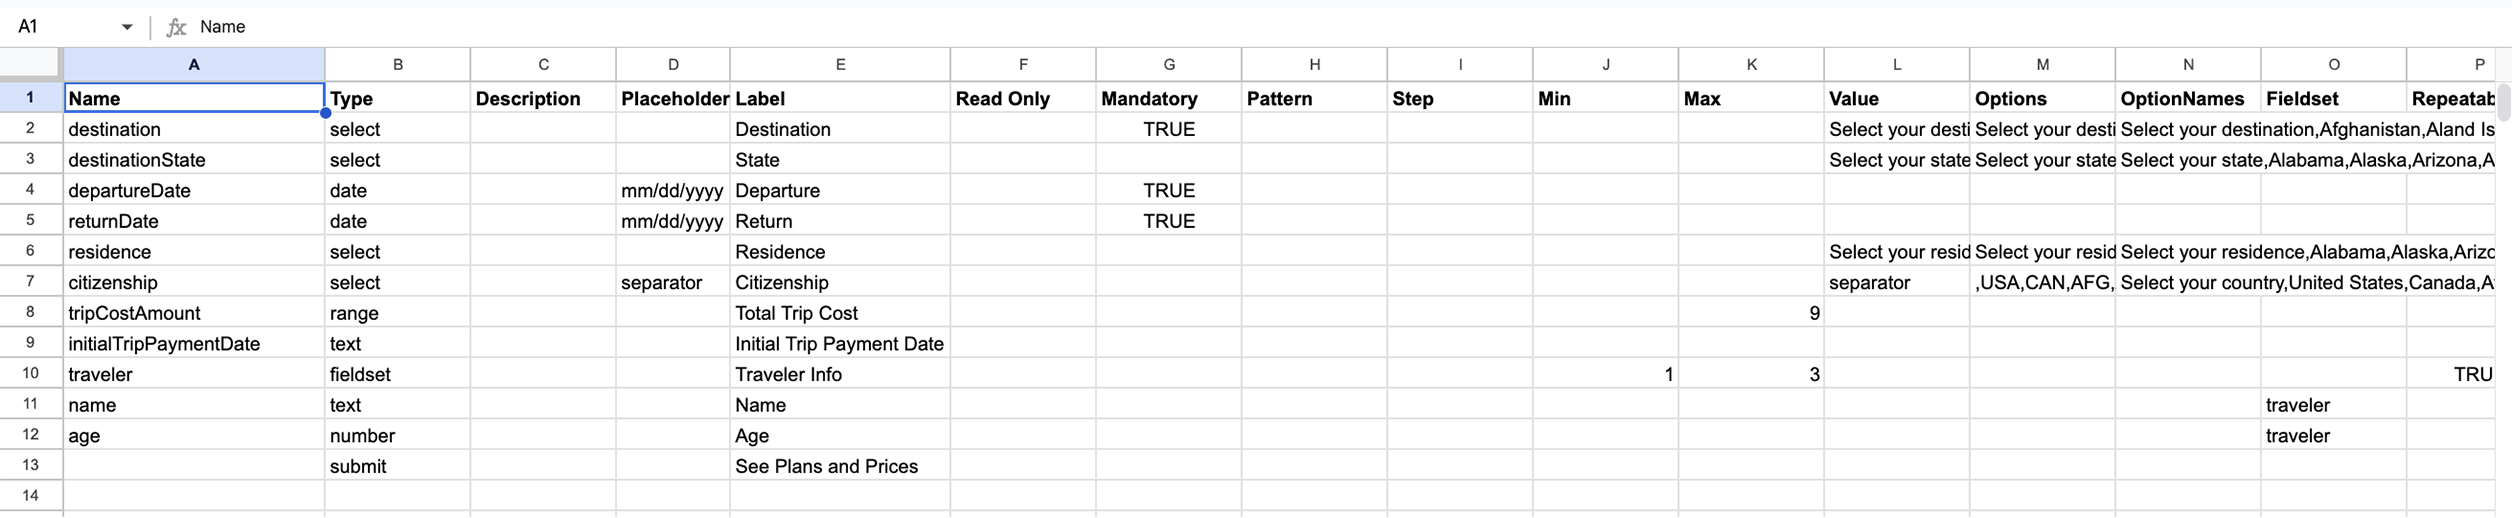 A1 fx Name
A B C D E F G H I J K L M N O P
1 Name Type Description Placeholder Label Read Only Mandatory Pattern Step Min Max Value Options OptionNames Fieldset Repeatab
2 destination select Destination TRUE Select your desti Select your desti Select your destination,Afghanistan,Aland Is
3 destinationState select State Select your state Select your state Select your state,Alabama,Alaska,Arizona,A
4 departureDate date mm/dd/yyyy Departure TRUE
5 returnDate date mm/dd/yyyy Return TRUE
6 residence select Residence Select your resid Select your resid Select your residence,Alabama,Alaska,Arizo
7 citizenship select separator Citizenship separator ,USA,CAN,AFG, Select your country,United States,Canada,A
8 tripCostAmount range Total Trip Cost 9
9 initialTripPaymentDate text Initial Trip Payment Date
10 traveler fieldset Traveler Info 1 3 TRU
11 name text Name traveler
12 age number Age traveler
13 submit See Plans and Prices
14